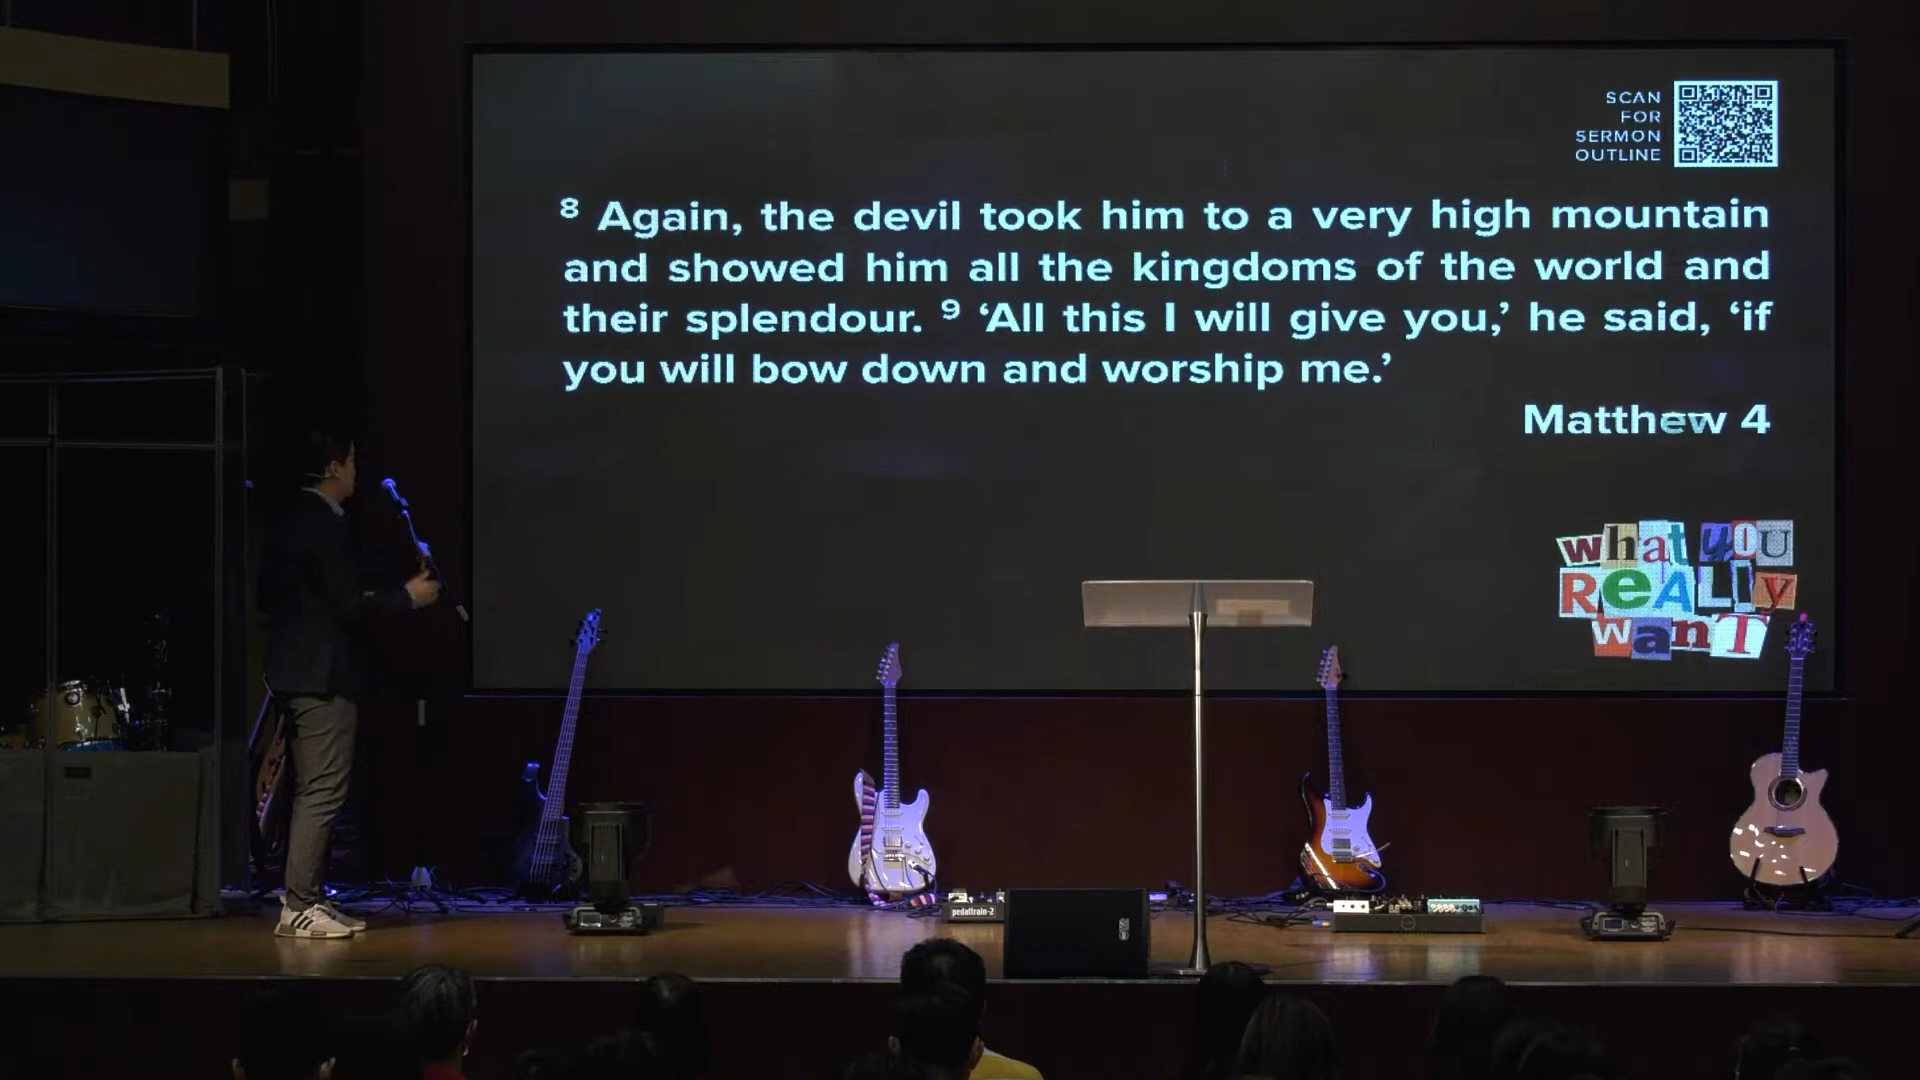 SCAN
FOR
SERMON
OUTLINE
8 Again, the devil took him to a very high mountain
and showed him all the kingdoms of the world and
their splendour. 9 ‘All this I will give you,’ he said, ‘if
you will bow down and worship me.’
Matthew 4
what you
ReALLy
wanT
pedaltrain-2